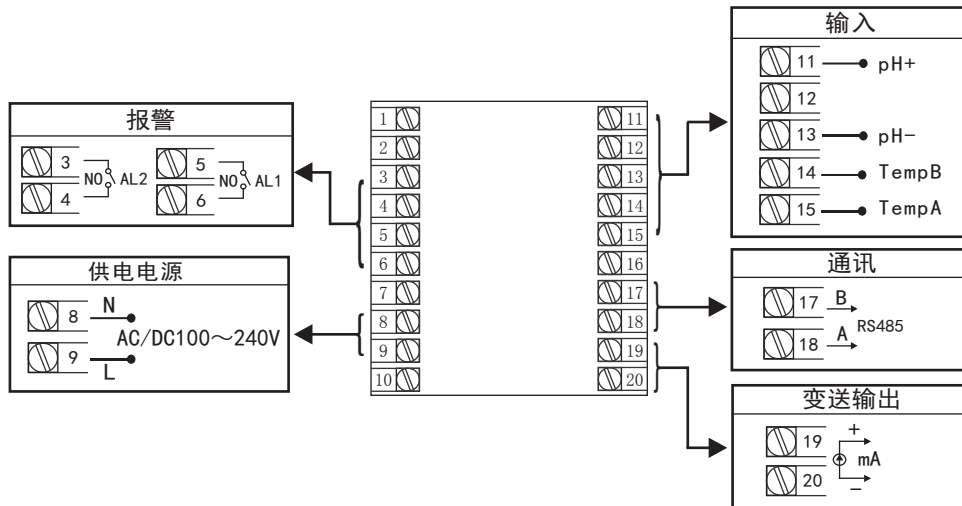 报警
3 NO AL2 5 NO AL1
4 6
供电电源
8 N
AC/DC100～240V
9 L
1 11
2 12
3 13
4 14
5 15
6 16
7 17
8 18
9 19
10 20
输入
11 pH+
12
13 pH-
14 TempB
15 TempA
通讯
17 B
RS485
18 A
变送输出
19 +
mA
20 −